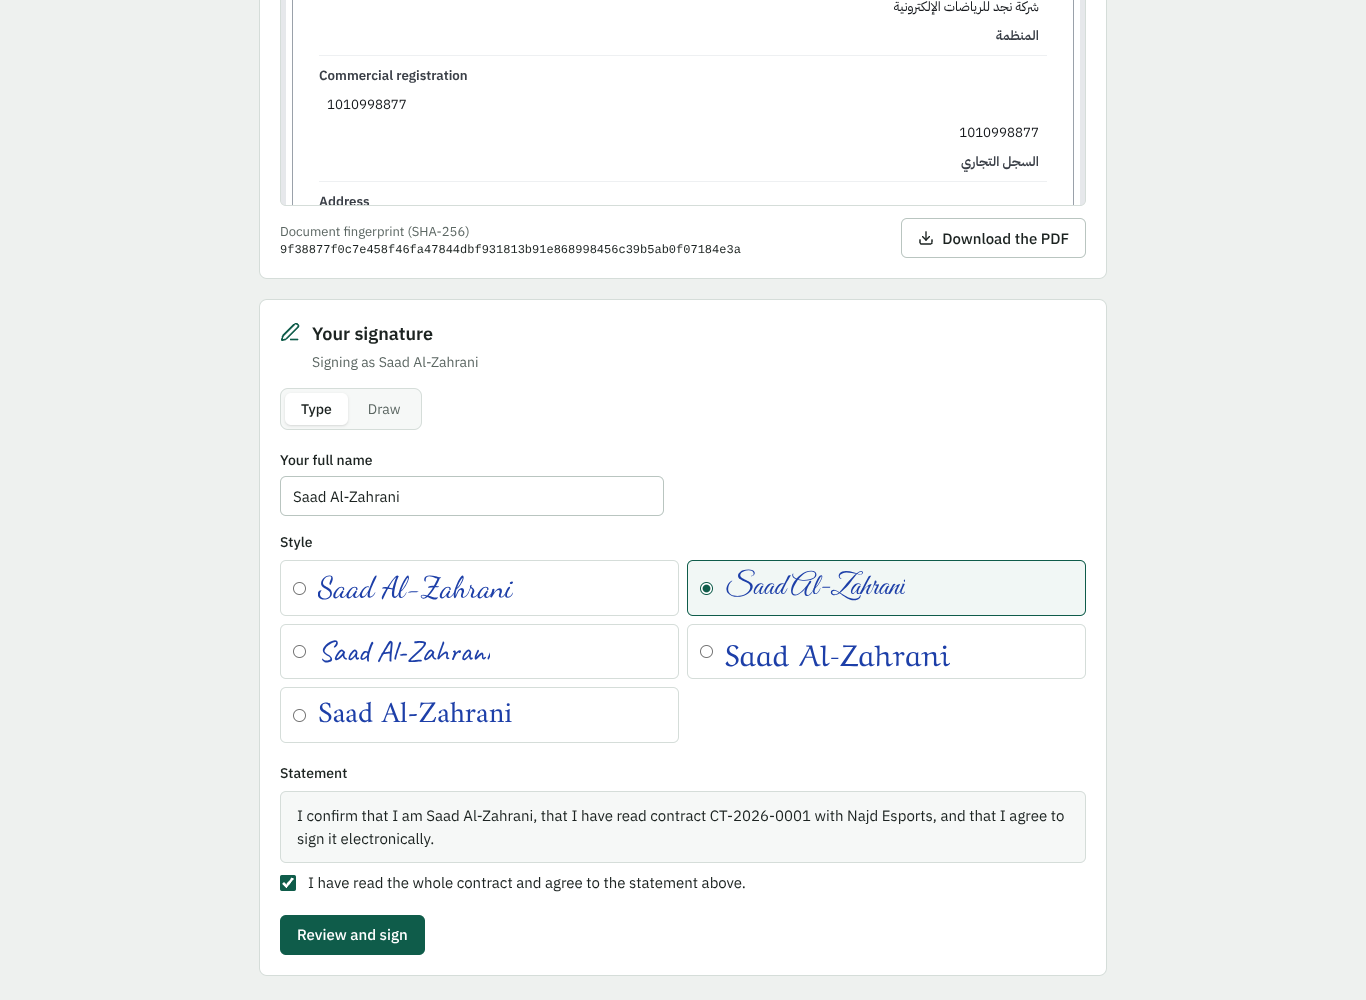 شركة نجد للرياضات الإلكترونية
المنظمة
Commercial registration
1010998877
1010998877
السجل التجاري
Address
Document fingerprint (SHA-256)
9f38877f0c7e458f46fa47844dbf931813b91e868998456c39b5ab0f07184e3a
Download the PDF
Your signature
Signing as Saad Al-Zahrani
Type Draw
Your full name
Saad Al-Zahrani
Style
Saad Al-Zahrani Saad Al-Zahrani
Saad Al-Zahrani Saad Al-Zahrani
Saad Al-Zahrani
Statement
I confirm that I am Saad Al-Zahrani, that I have read contract CT-2026-0001 with Najd Esports, and that I agree to
sign it electronically.
I have read the whole contract and agree to the statement above.
Review and sign